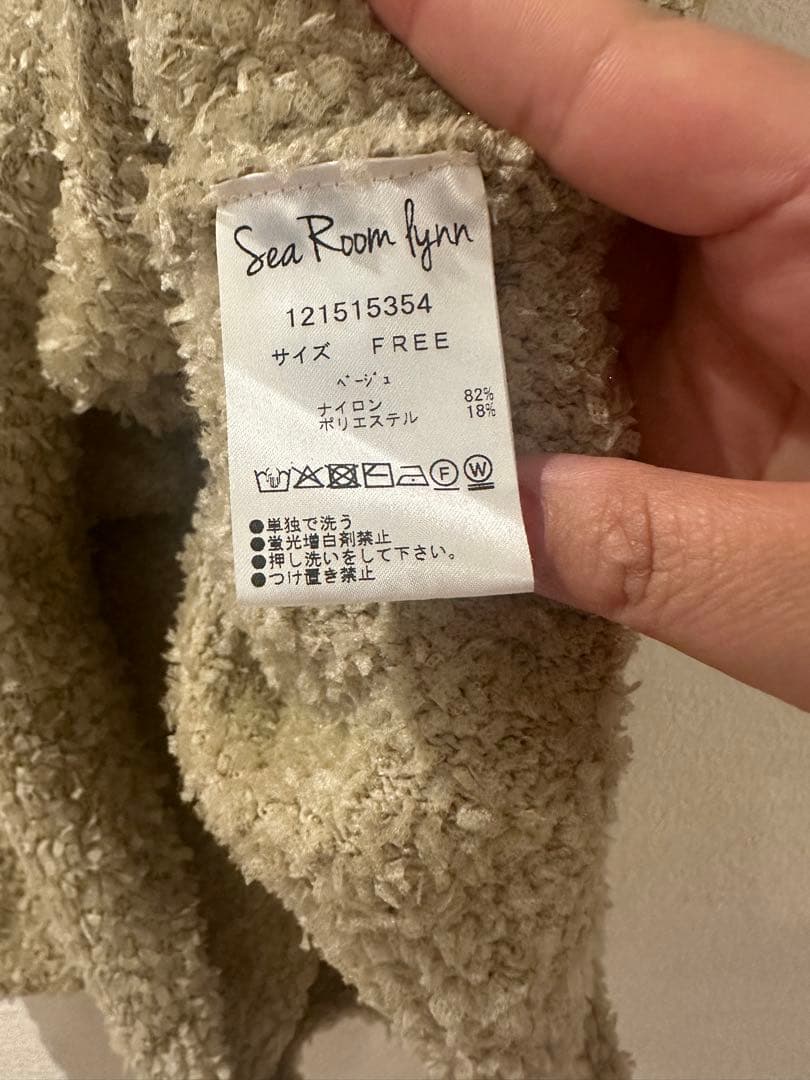 Sea Room lynn
121515354
サイズ FREE
ベージュ
ナイロン 82%
ポリエステル 18%
F W
●単独で洗う
●蛍光増白剤禁止
●押し洗いをして下さい。
●つけ置き禁止